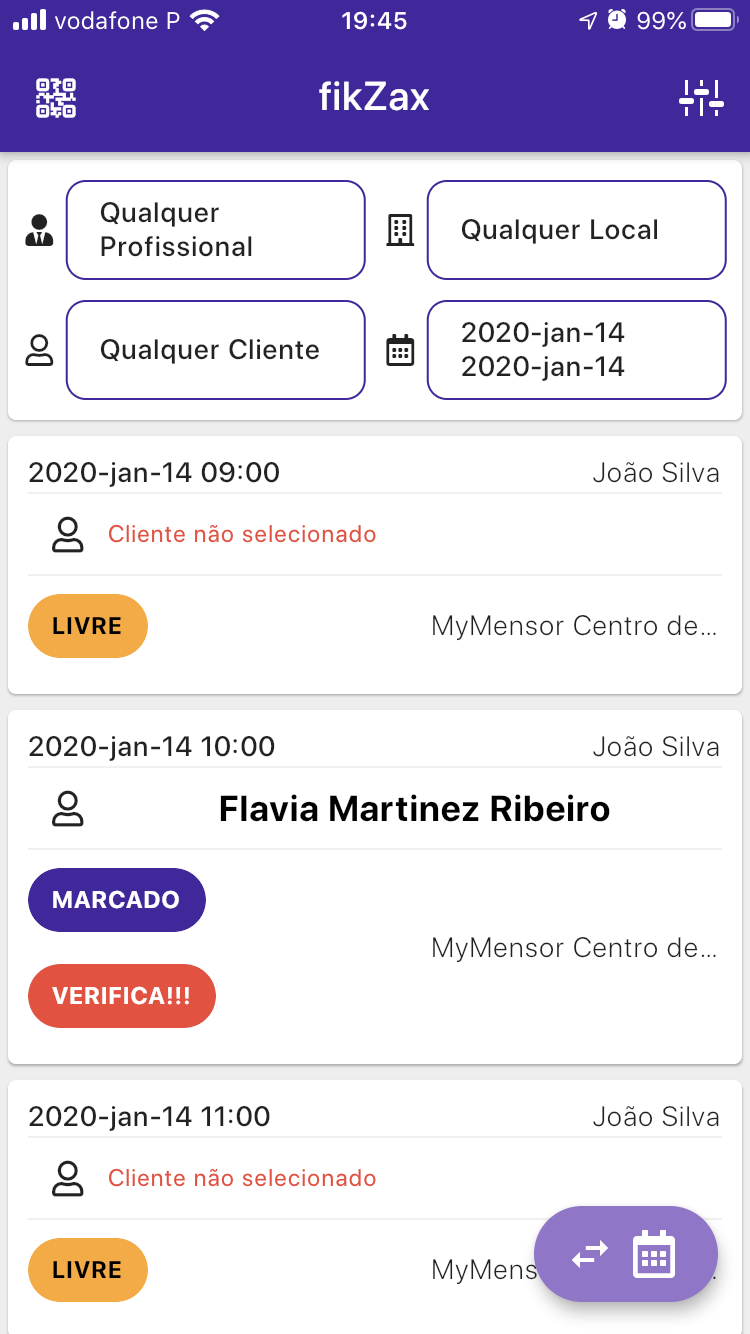 vodafone P 19:45 99%
fikZax
Qualquer
Profissional
Qualquer Local
Qualquer Cliente
2020-jan-14
2020-jan-14
2020-jan-14 09:00 João Silva
Cliente não selecionado
LIVRE MyMensor Centro de...
2020-jan-14 10:00 João Silva
Flavia Martinez Ribeiro
MARCADO
MyMensor Centro de...
VERIFICA!!!
2020-jan-14 11:00 João Silva
Cliente não selecionado
LIVRE MyMens